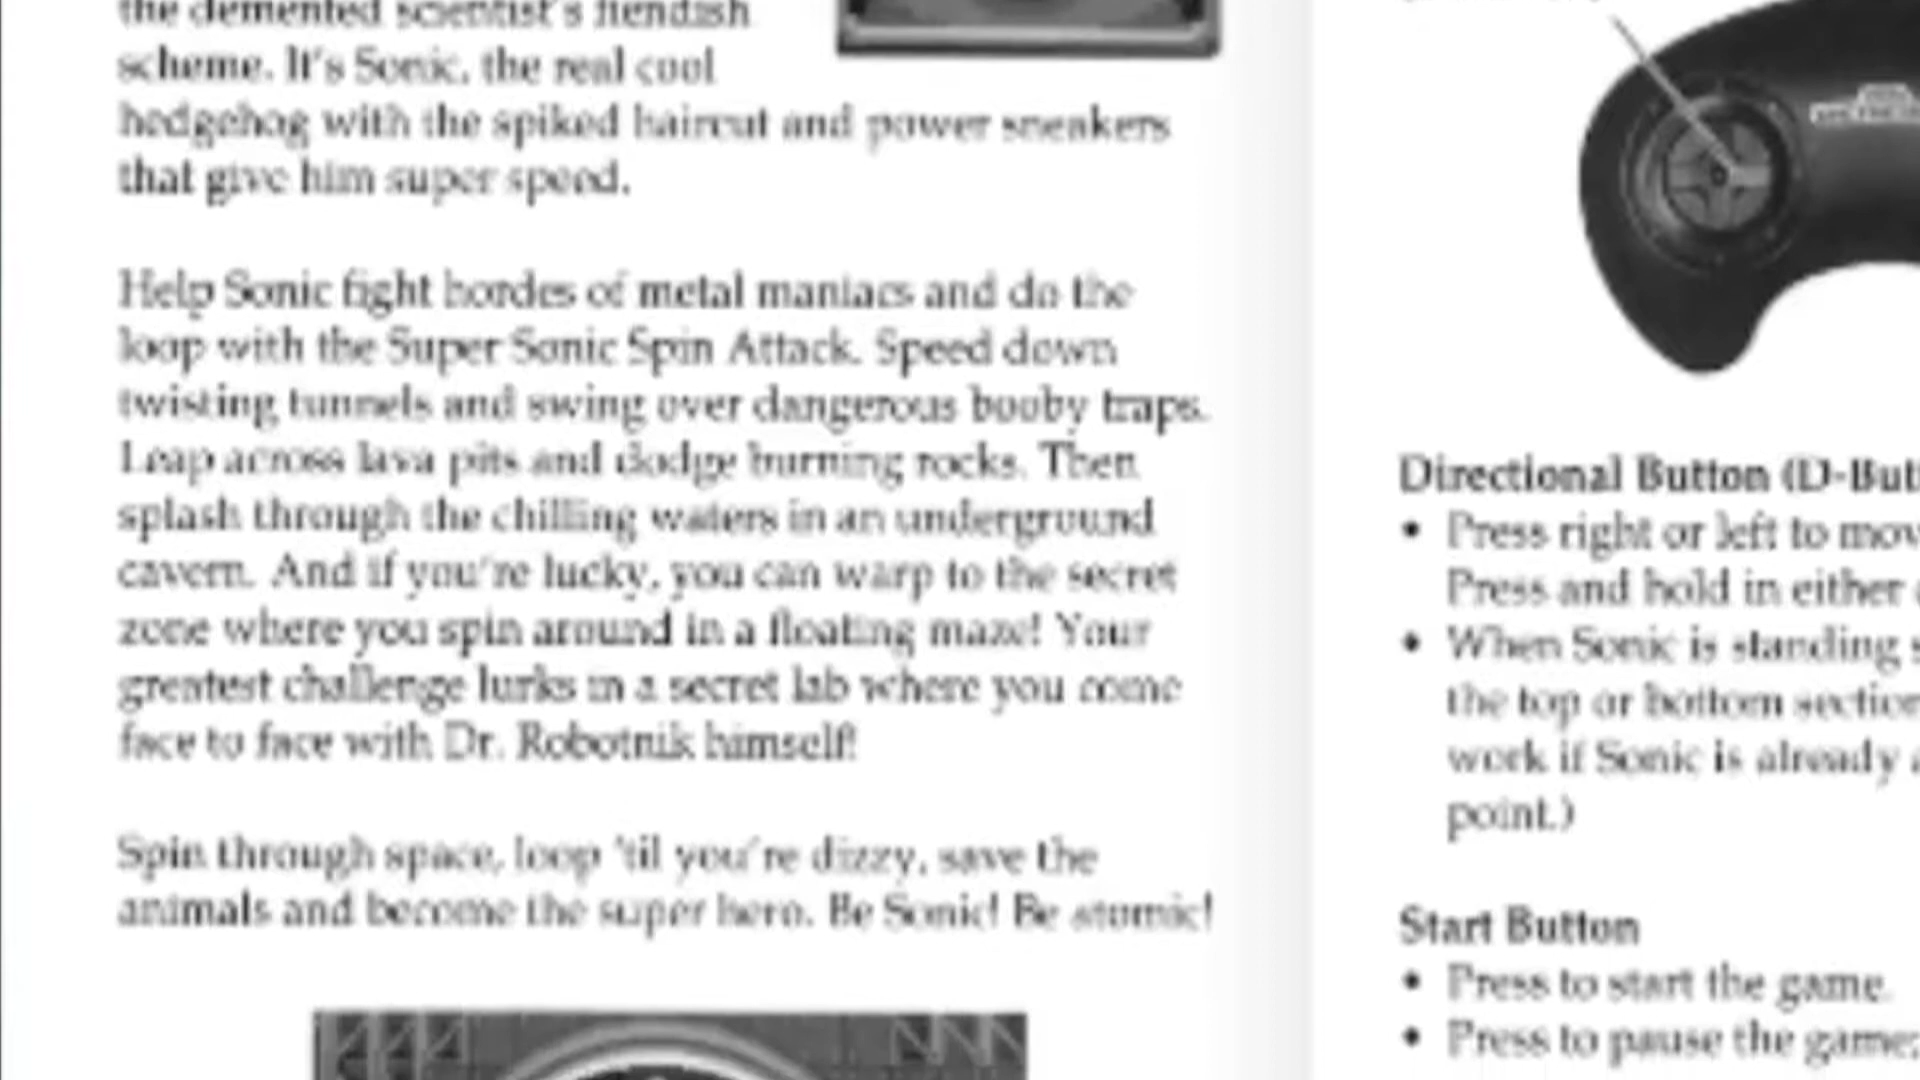 the demented scientist's fiendish
scheme. It's Sonic, the real cool
hedgehog with the spiked haircut and power sneakers
that give him super speed.
Help Sonic fight hordes of metal maniacs and do the
loop with the Super Sonic Spin Attack. Speed down
twisting tunnels and swing over dangerous booby traps.
Leap across lava pits and dodge burning rocks. Then
splash through the chilling waters in an underground
cavern. And if you're lucky, you can warp to the secret
zone where you spin around in a floating maze! Your
greatest challenge lurks in a secret lab where you come
face to face with Dr. Robotnik himself!
Spin through space, loop 'til you're dizzy, save the
animals and become the super hero. Be Sonic! Be atomic!
Directional Button (D-But
• Press right or left to mov
Press and hold in either
• When Sonic is standing s
the top or bottom section
work if Sonic is already a
point.)
Start Button
• Press to start the game.
• Press to pause the game;